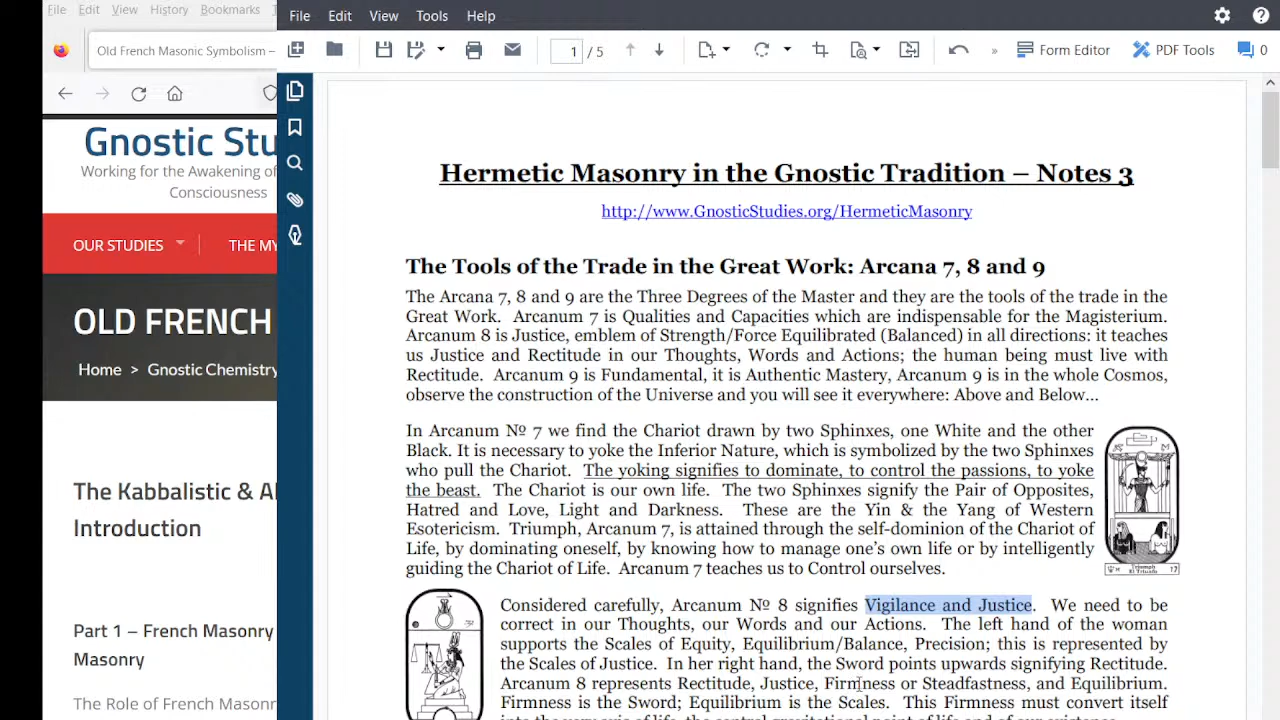 File Edit View History Bookmarks
Old French Masonic Symbolism –
Gnostic Stu
Working for the Awakening of
Consciousness
OUR STUDIES THE MY
OLD FRENCH
Home > Gnostic Chemistry
The Kabbalistic & Al
Introduction
Part 1 – French Masonry
Masonry
The Role of French Masonr
File Edit View Tools Help
1 / 5 » Form Editor PDF Tools 0
Hermetic Masonry in the Gnostic Tradition – Notes 3
http://www.GnosticStudies.org/HermeticMasonry
The Tools of the Trade in the Great Work: Arcana 7, 8 and 9
The Arcana 7, 8 and 9 are the Three Degrees of the Master and they are the tools of the trade in the
Great Work. Arcanum 7 is Qualities and Capacities which are indispensable for the Magisterium.
Arcanum 8 is Justice, emblem of Strength/Force Equilibrated (Balanced) in all directions: it teaches
us Justice and Rectitude in our Thoughts, Words and Actions; the human being must live with
Rectitude. Arcanum 9 is Fundamental, it is Authentic Mastery, Arcanum 9 is in the whole Cosmos,
observe the construction of the Universe and you will see it everywhere: Above and Below...
In Arcanum № 7 we find the Chariot drawn by two Sphinxes, one White and the other
Black. It is necessary to yoke the Inferior Nature, which is symbolized by the two Sphinxes
who pull the Chariot. The yoking signifies to dominate, to control the passions, to yoke
the beast. The Chariot is our own life. The two Sphinxes signify the Pair of Opposites,
Hatred and Love, Light and Darkness. These are the Yin & the Yang of Western
Esotericism. Triumph, Arcanum 7, is attained through the self-dominion of the Chariot of
Life, by dominating oneself, by knowing how to manage one's own life or by intelligently
guiding the Chariot of Life. Arcanum 7 teaches us to Control ourselves.
Triumph
El Triunfo
Considered carefully, Arcanum № 8 signifies Vigilance and Justice. We need to be
correct in our Thoughts, our Words and our Actions. The left hand of the woman
supports the Scales of Equity, Equilibrium/Balance, Precision; this is represented by
the Scales of Justice. In her right hand, the Sword points upwards signifying Rectitude.
Arcanum 8 represents Rectitude, Justice, Firmness or Steadfastness, and Equilibrium.
Firmness is the Sword; Equilibrium is the Scales. This Firmness must convert itself
into the very axis of life, the control gravitational point of life and of our existence.